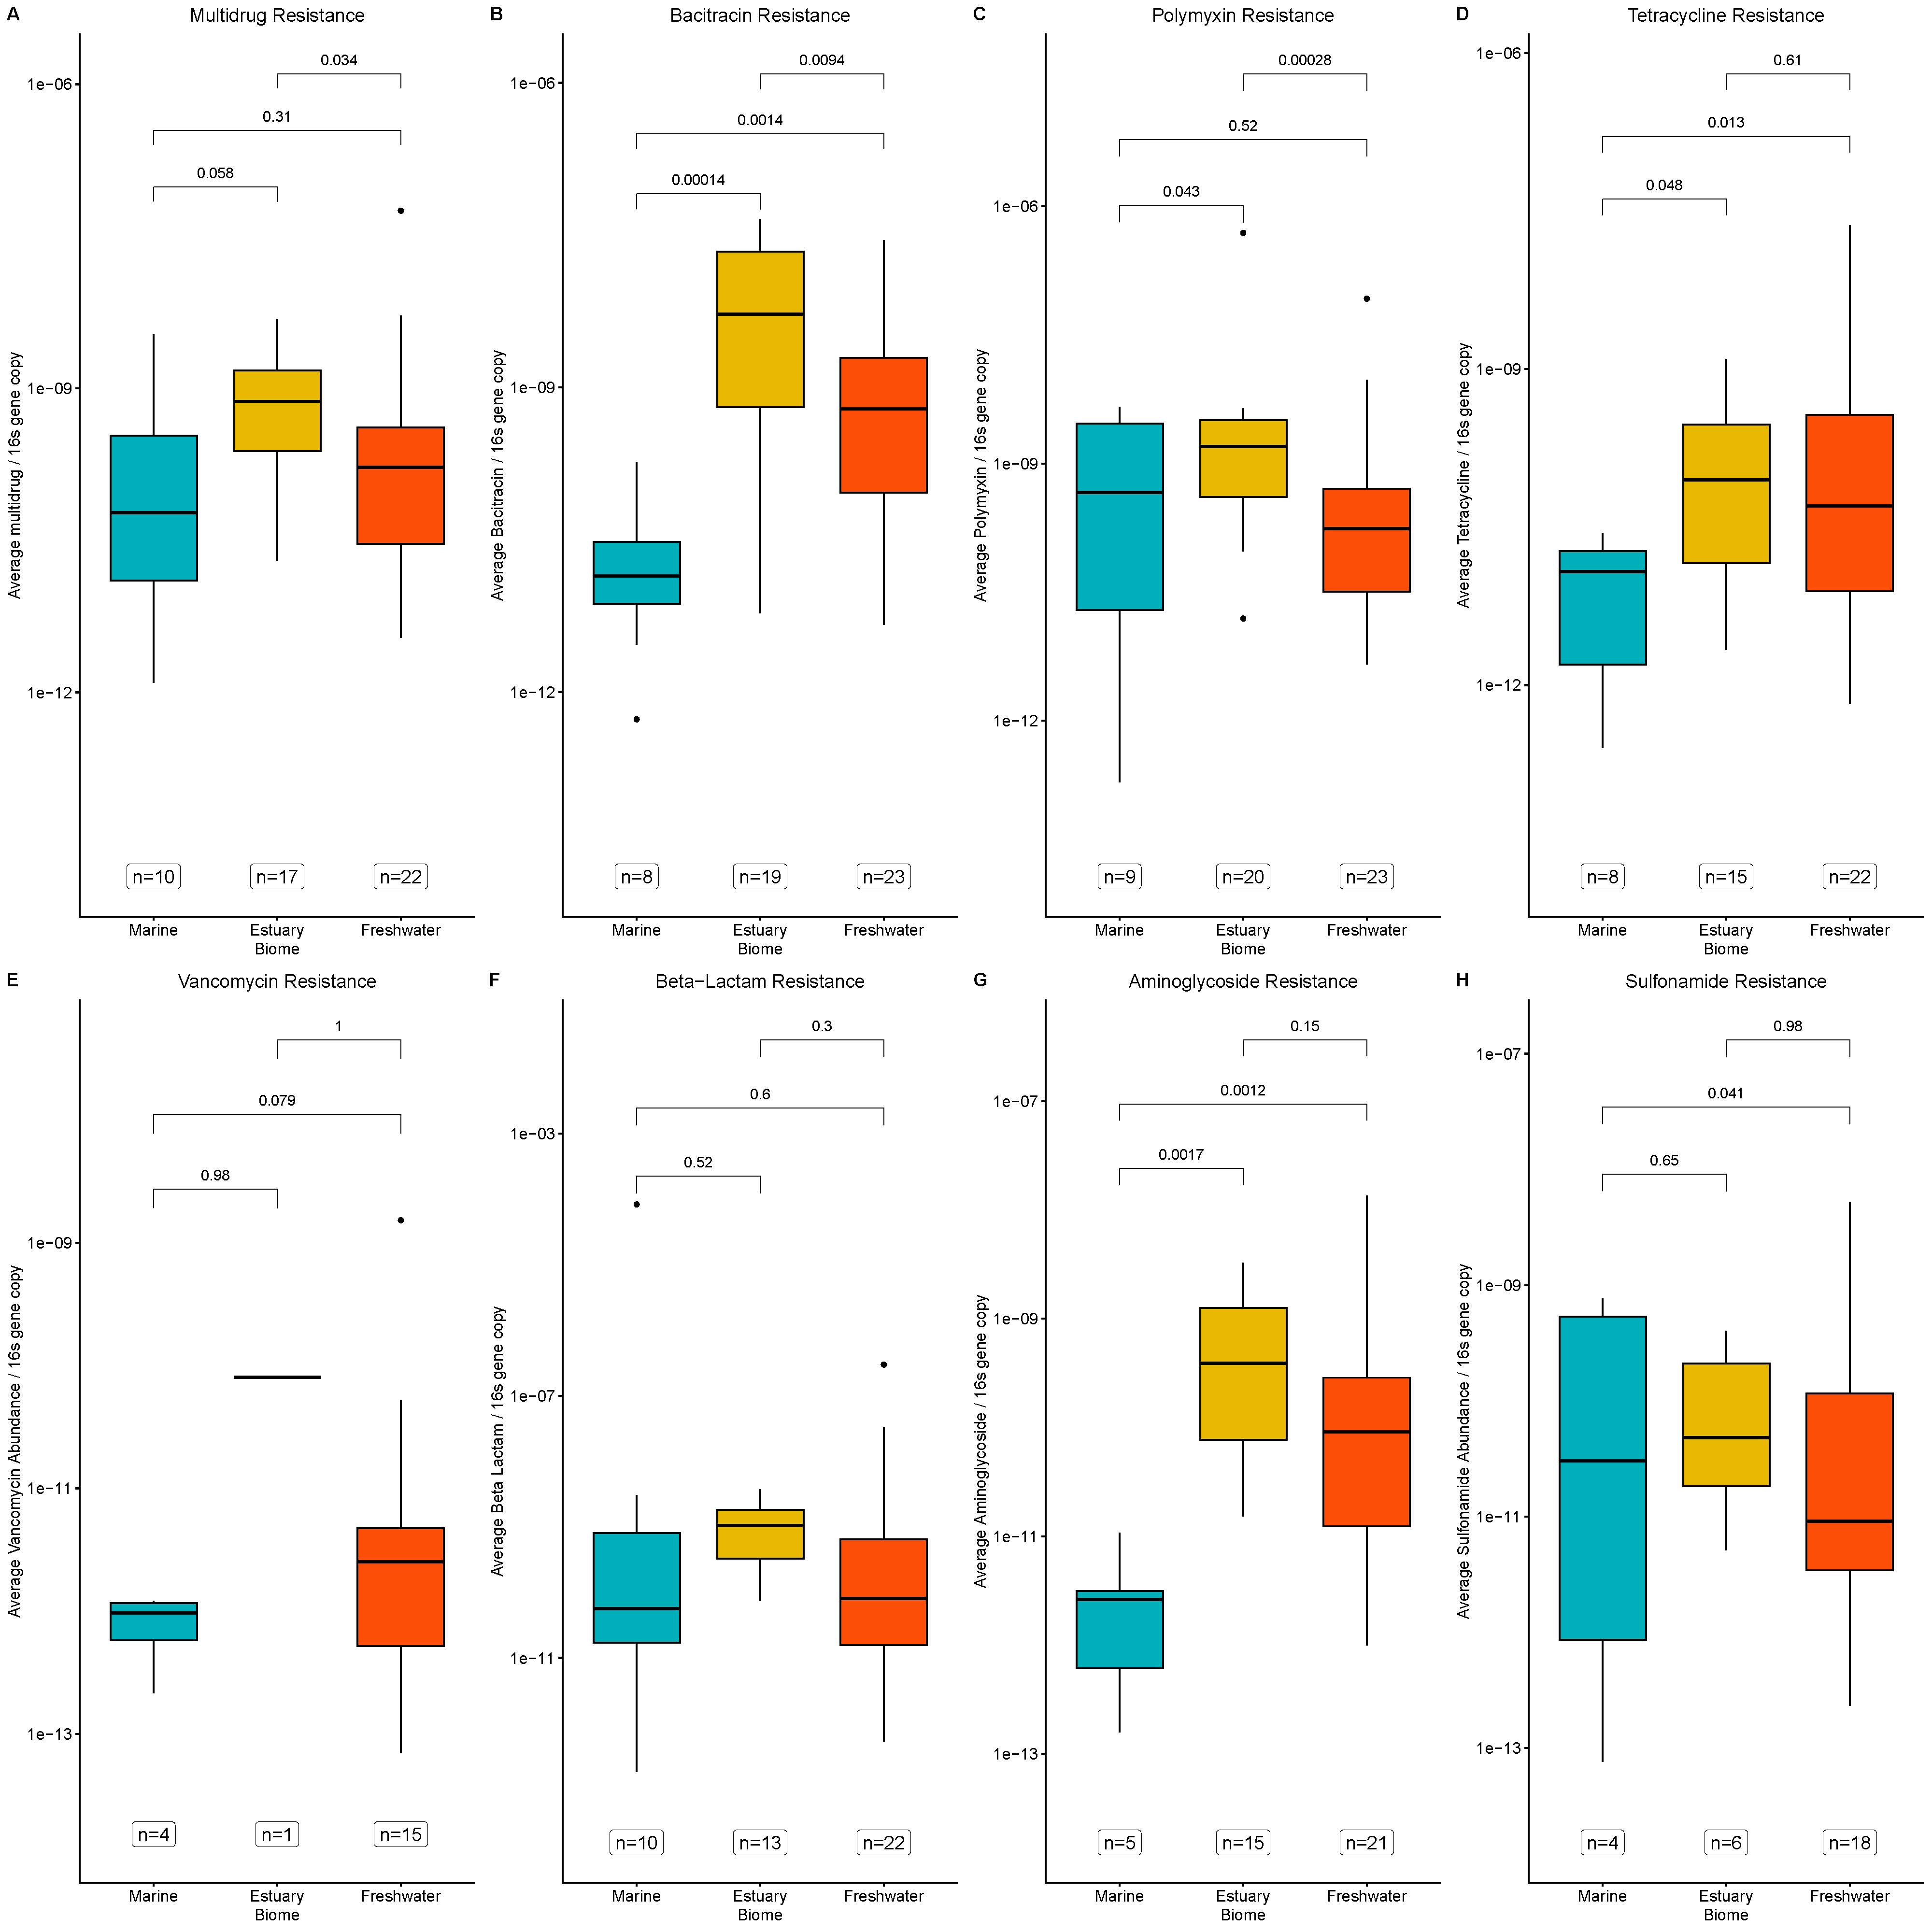 A Multidrug Resistance
Average multidrug / 16s gene copy
1e−06
1e−09
1e−12
0.034
0.31
0.058
n=10 n=17 n=22
Marine Estuary Freshwater
Biome
B Bacitracin Resistance
Average Bacitracin / 16s gene copy
1e−06
1e−09
1e−12
0.0094
0.0014
0.00014
n=8 n=19 n=23
Marine Estuary Freshwater
Biome
C Polymyxin Resistance
Average Polymyxin / 16s gene copy
1e−06
1e−09
1e−12
0.00028
0.52
0.043
n=9 n=20 n=23
Marine Estuary Freshwater
Biome
D Tetracycline Resistance
Average Tetracycline / 16s gene copy
1e−06
1e−09
1e−12
0.61
0.013
0.048
n=8 n=15 n=22
Marine Estuary Freshwater
Biome
E Vancomycin Resistance
Average Vancomycin Abundance / 16s gene copy
1e−09
1e−11
1e−13
1
0.079
0.98
n=4 n=1 n=15
Marine Estuary Freshwater
Biome
F Beta−Lactam Resistance
Average Beta Lactam / 16s gene copy
1e−03
1e−07
1e−11
0.3
0.6
0.52
n=10 n=13 n=22
Marine Estuary Freshwater
Biome
G Aminoglycoside Resistance
Average Aminoglycoside / 16s gene copy
1e−07
1e−09
1e−11
1e−13
0.15
0.0012
0.0017
n=5 n=15 n=21
Marine Estuary Freshwater
Biome
H Sulfonamide Resistance
Average Sulfonamide Abundance / 16s gene copy
1e−07
1e−09
1e−11
1e−13
0.98
0.041
0.65
n=4 n=6 n=18
Marine Estuary Freshwater
Biome